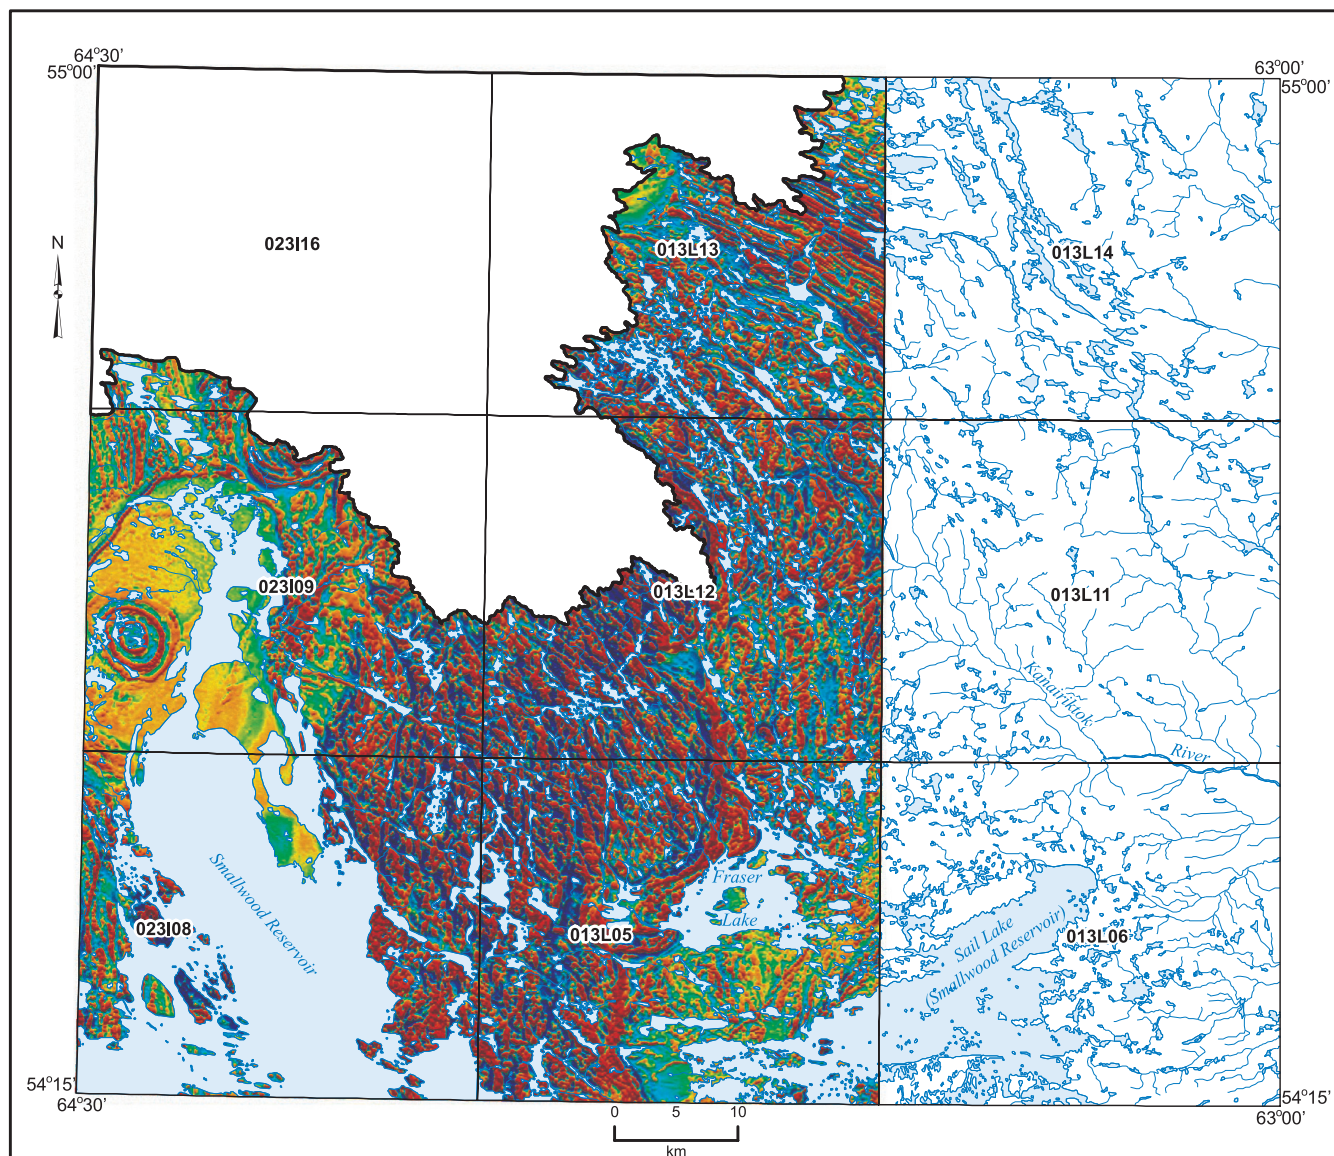 64°30'
55°00'
63°00'
55°00'
N
023I16
013L13
013L14
023I09
013L12
013L11
Kanairiktok
River
Smallwood Reservoir
Fraser
Lake
023I08
013L05
Sail Lake
(Smallwood Reservoir)
013L06
54°15'
64°30'
54°15'
63°00'
0 5 10
km